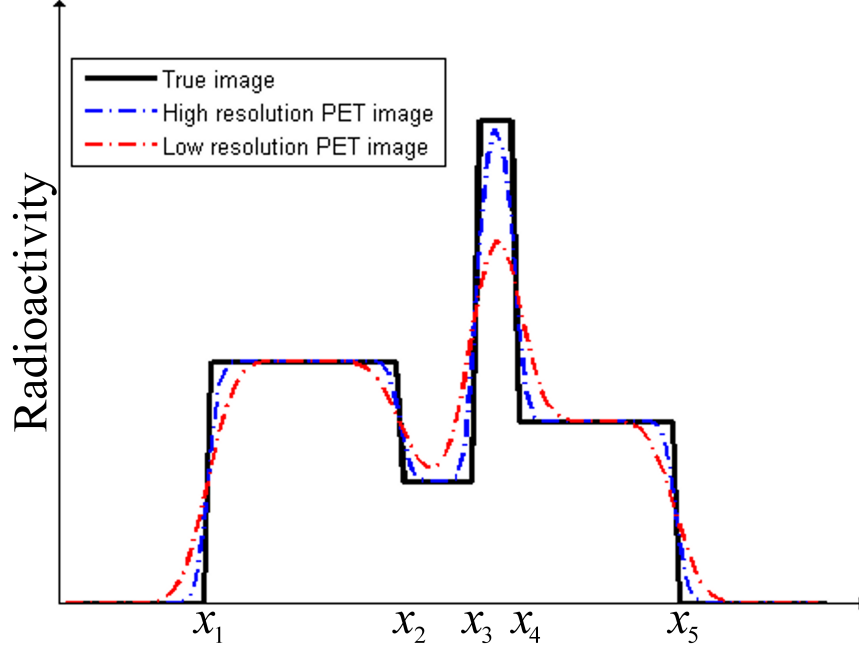 True image
High resolution PET image
Low resolution PET image
Radioactivity
x₁ x₂ x₃ x₄ x₅